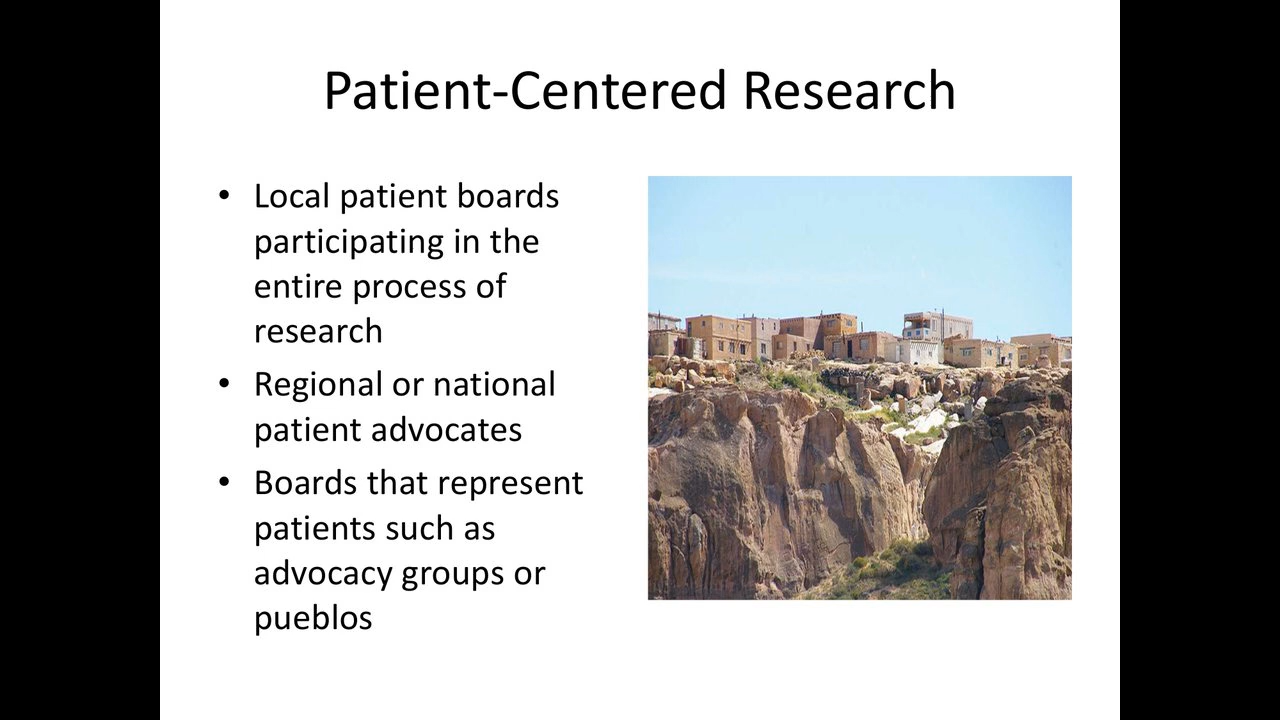 Patient-Centered Research
• Local patient boards
participating in the
entire process of
research
• Regional or national
patient advocates
• Boards that represent
patients such as
advocacy groups or
pueblos